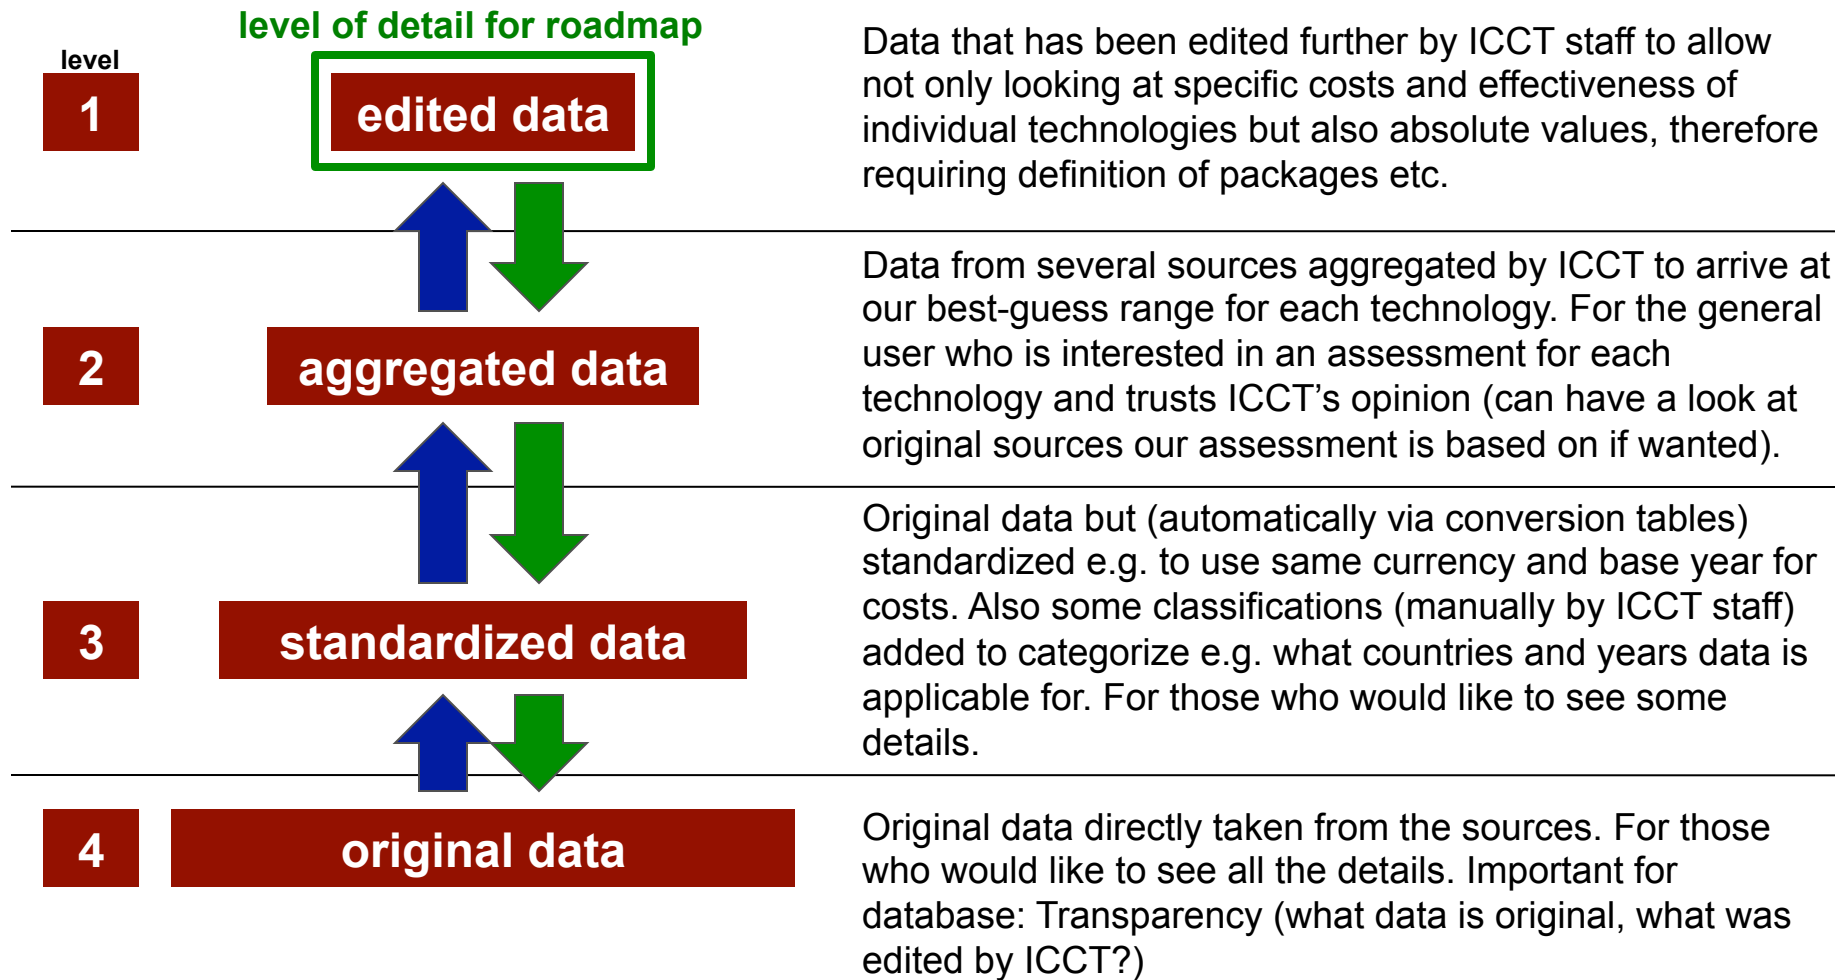 level of detail for roadmap
level
1
edited data
Data that has been edited further by ICCT staff to allow
not only looking at specific costs and effectiveness of
individual technologies but also absolute values, therefore
requiring definition of packages etc.
2
aggregated data
Data from several sources aggregated by ICCT to arrive at
our best-guess range for each technology. For the general
user who is interested in an assessment for each
technology and trusts ICCT’s opinion (can have a look at
original sources our assessment is based on if wanted).
3
standardized data
Original data but (automatically via conversion tables)
standardized e.g. to use same currency and base year for
costs. Also some classifications (manually by ICCT staff)
added to categorize e.g. what countries and years data is
applicable for. For those who would like to see some
details.
4
original data
Original data directly taken from the sources. For those
who would like to see all the details. Important for
database: Transparency (what data is original, what was
edited by ICCT?)